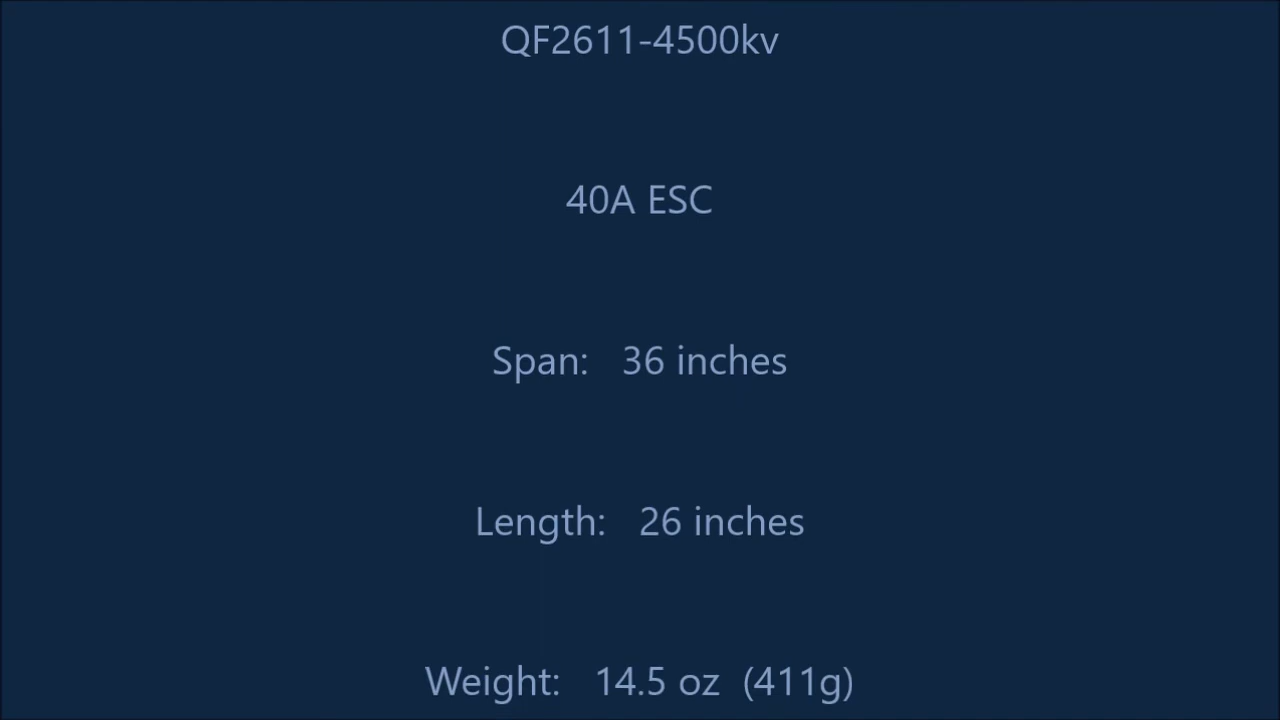 QF2611-4500kv
40A ESC
Span:   36 inches
Length:   26 inches
Weight:   14.5 oz  (411g)